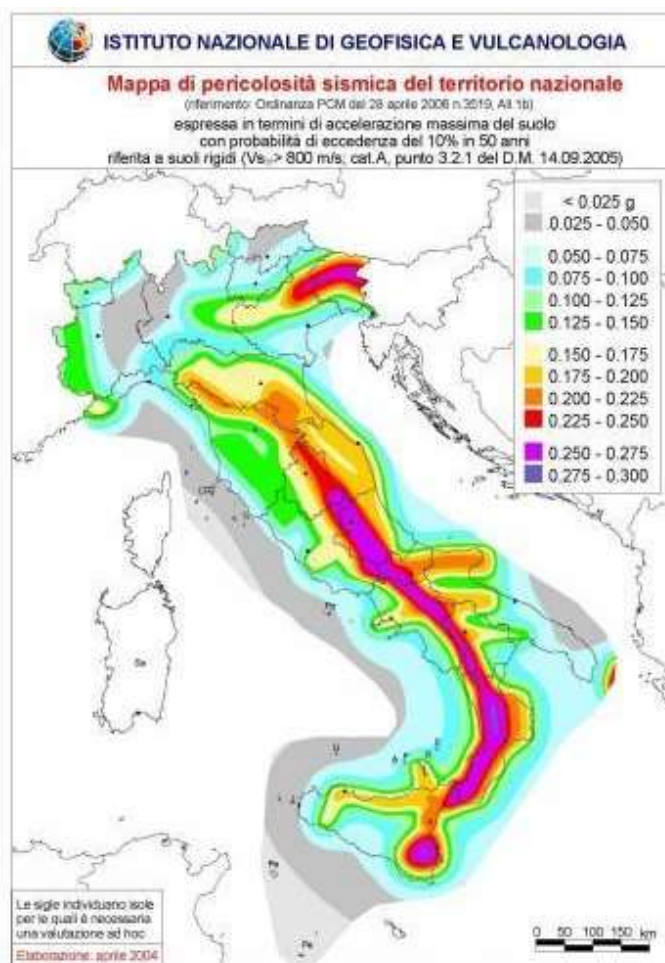 ISTITUTO NAZIONALE DI GEOFISICA E VULCANOLOGIA
Mappa di pericolosità sismica del territorio nazionale
(riferimento: Ordinanza PCM del 28 aprile 2006 n.3519, All.1b)
espressa in termini di accelerazione massima del suolo
con probabilità di eccedenza del 10% in 50 anni
riferita a suoli rigidi (Vs₃₀> 800 m/s; cat.A, punto 3.2.1 del D.M. 14.09.2005)
< 0.025 g
0.025 - 0.050
0.050 - 0.075
0.075 - 0.100
0.100 - 0.125
0.125 - 0.150
0.150 - 0.175
0.175 - 0.200
0.200 - 0.225
0.225 - 0.250
0.250 - 0.275
0.275 - 0.300
Sa
U
Le sigle individuano isole
per le quali è necessaria
una valutazione ad hoc
Elaborazione: aprile 2004
0 50 100 150 km